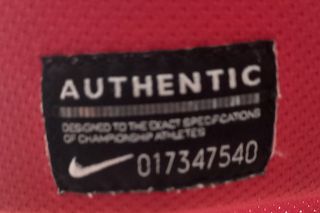 AUTHENTIC
DESIGNED TO THE EXACT SPECIFICATIONS
OF CHAMPIONSHIP ATHLETES
017347540